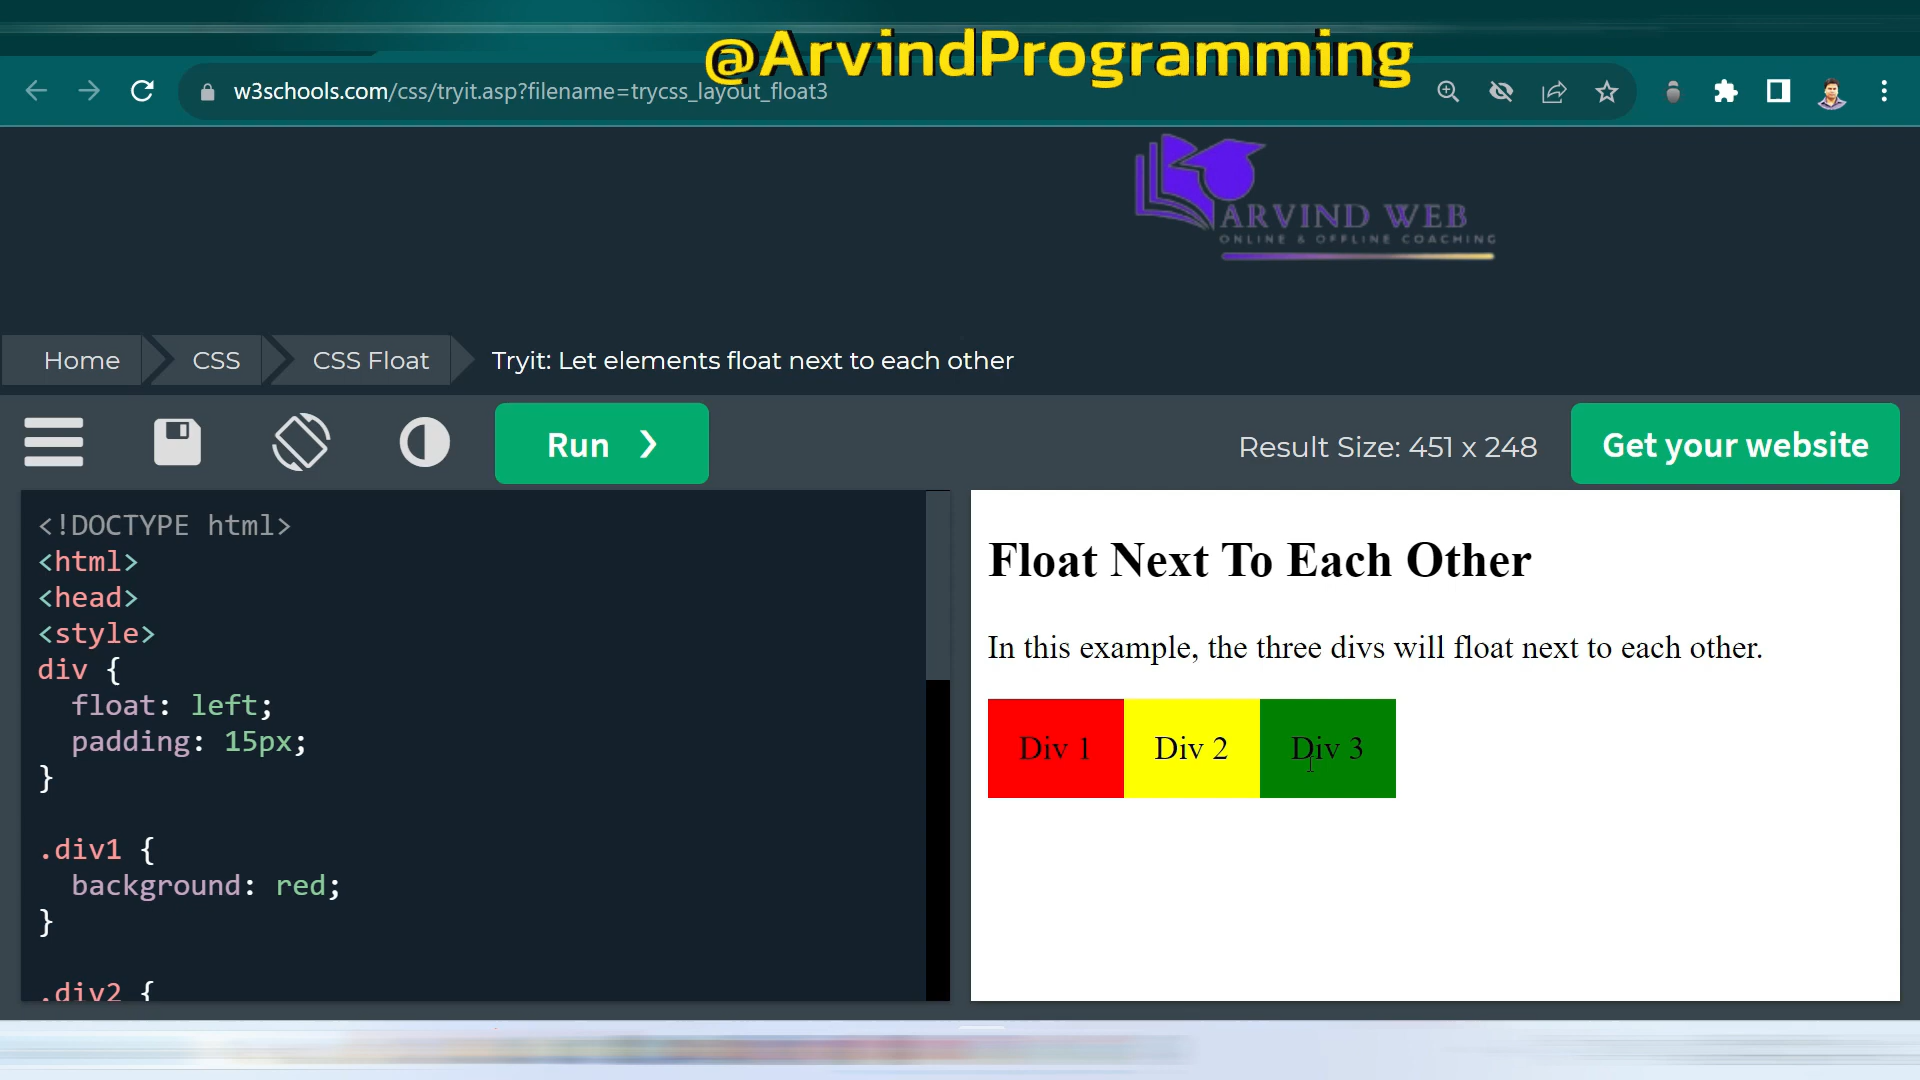 @ArvindProgramming
w3schools.com/css/tryit.asp?filename=trycss_layout_float3
ARVIND WEB
ONLINE & OFFLINE COACHING
Home CSS CSS Float Tryit: Let elements float next to each other
Run ❯ Result Size: 451 x 248 Get your website
<!DOCTYPE html>
<html>
<head>
<style>
div {
  float: left;
  padding: 15px;
}
.div1 {
  background: red;
}
.div2 {
Float Next To Each Other
In this example, the three divs will float next to each other.
Div 1 Div 2 Div 3